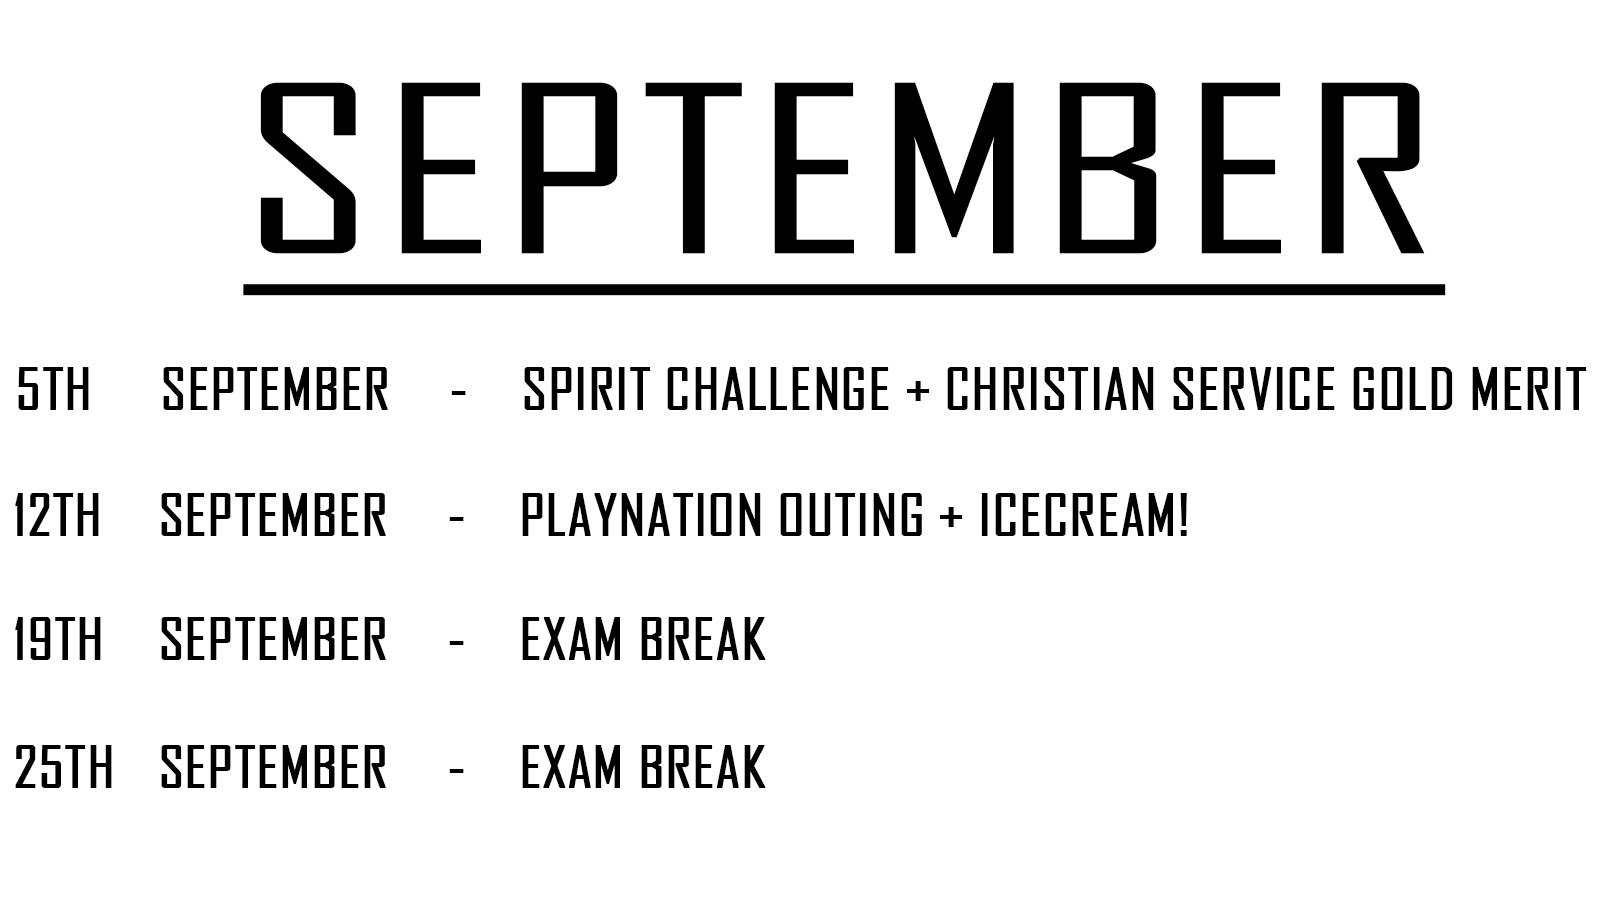 SEPTEMBER
5TH SEPTEMBER - SPIRIT CHALLENGE + CHRISTIAN SERVICE GOLD MERIT
12TH SEPTEMBER - PLAYNATION OUTING + ICECREAM!
19TH SEPTEMBER - EXAM BREAK
25TH SEPTEMBER - EXAM BREAK